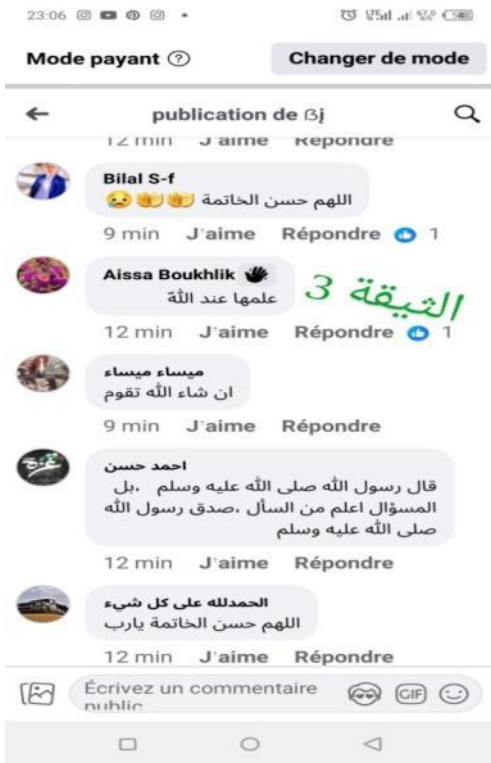 23:06
Mode payant ?
Changer de mode
publication de ẞj
12 min J'aime Répondre
Bilal S-f
اللهم حسن الخاتمة
9 min J'aime Répondre 1
Aissa Boukhlik
علمها عند اللّٰه
الثيقة 3
12 min J'aime Répondre 1
ميساء ميساء
ان شاء الله تقوم
9 min J'aime Répondre
احمد حسن
قال رسول الله صلى الله عليه وسلم ،بل
المسؤال اعلم من السأل ،صدق رسول الله
صلى الله عليه وسلم
12 min J'aime Répondre
الحمدلله على كل شيء
اللهم حسن الخاتمة يارب
12 min J'aime Répondre
Écrivez un commentaire
public
GIF